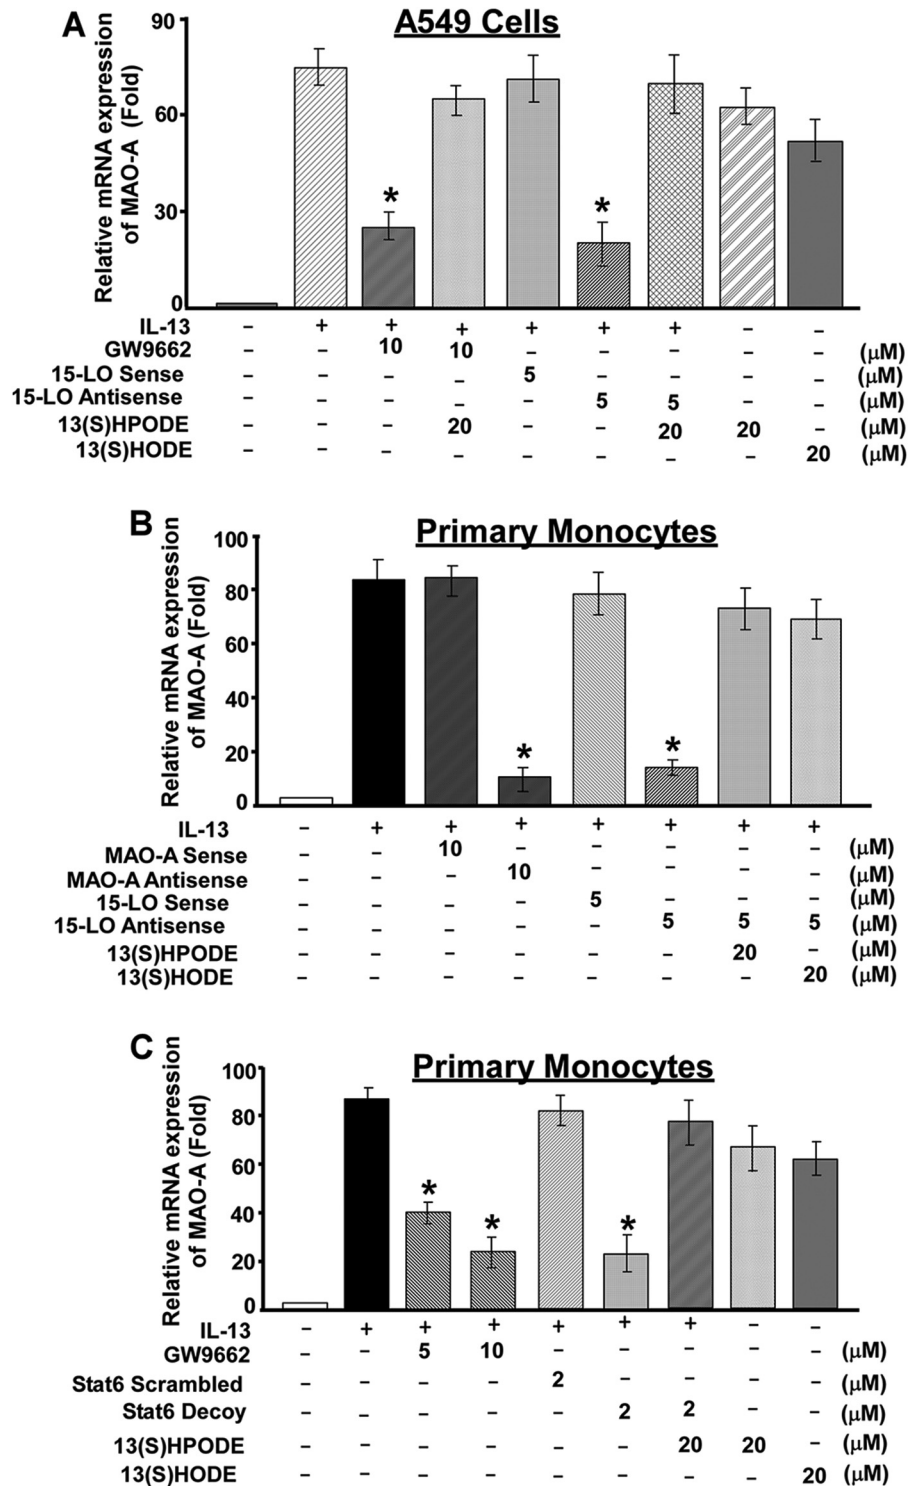 A
A549 Cells
Relative mRNA expression
of MAO-A (Fold)
90
60
30
0
*
*
IL-13 – + + + + + + – –
GW9662 – – 10 10 – – – – – (μM)
15-LO Sense – – – – 5 – – – – (μM)
15-LO Antisense – – – – – 5 5 – – (μM)
13(S)HPODE – – – 20 – – 20 20 – (μM)
13(S)HODE – – – – – – – – 20 (μM)
B
Primary Monocytes
Relative mRNA expression
of MAO-A (Fold)
100
80
60
40
20
0
*
*
IL-13 – + + + + + + +
MAO-A Sense – – 10 – – – – – (μM)
MAO-A Antisense – – – 10 – – – – (μM)
15-LO Sense – – – – 5 – – – (μM)
15-LO Antisense – – – – – 5 5 5 (μM)
13(S)HPODE – – – – – – 20 – (μM)
13(S)HODE – – – – – – – 20 (μM)
C
Primary Monocytes
Relative mRNA expression
of MAO-A (Fold)
100
80
60
40
20
0
*
*
*
IL-13 – + + + + + + – –
GW9662 – – 5 10 – – – – – (μM)
Stat6 Scrambled – – – – 2 – – – – (μM)
Stat6 Decoy – – – – – 2 2 – – (μM)
13(S)HPODE – – – – – – 20 20 – (μM)
13(S)HODE – – – – – – – – 20 (μM)